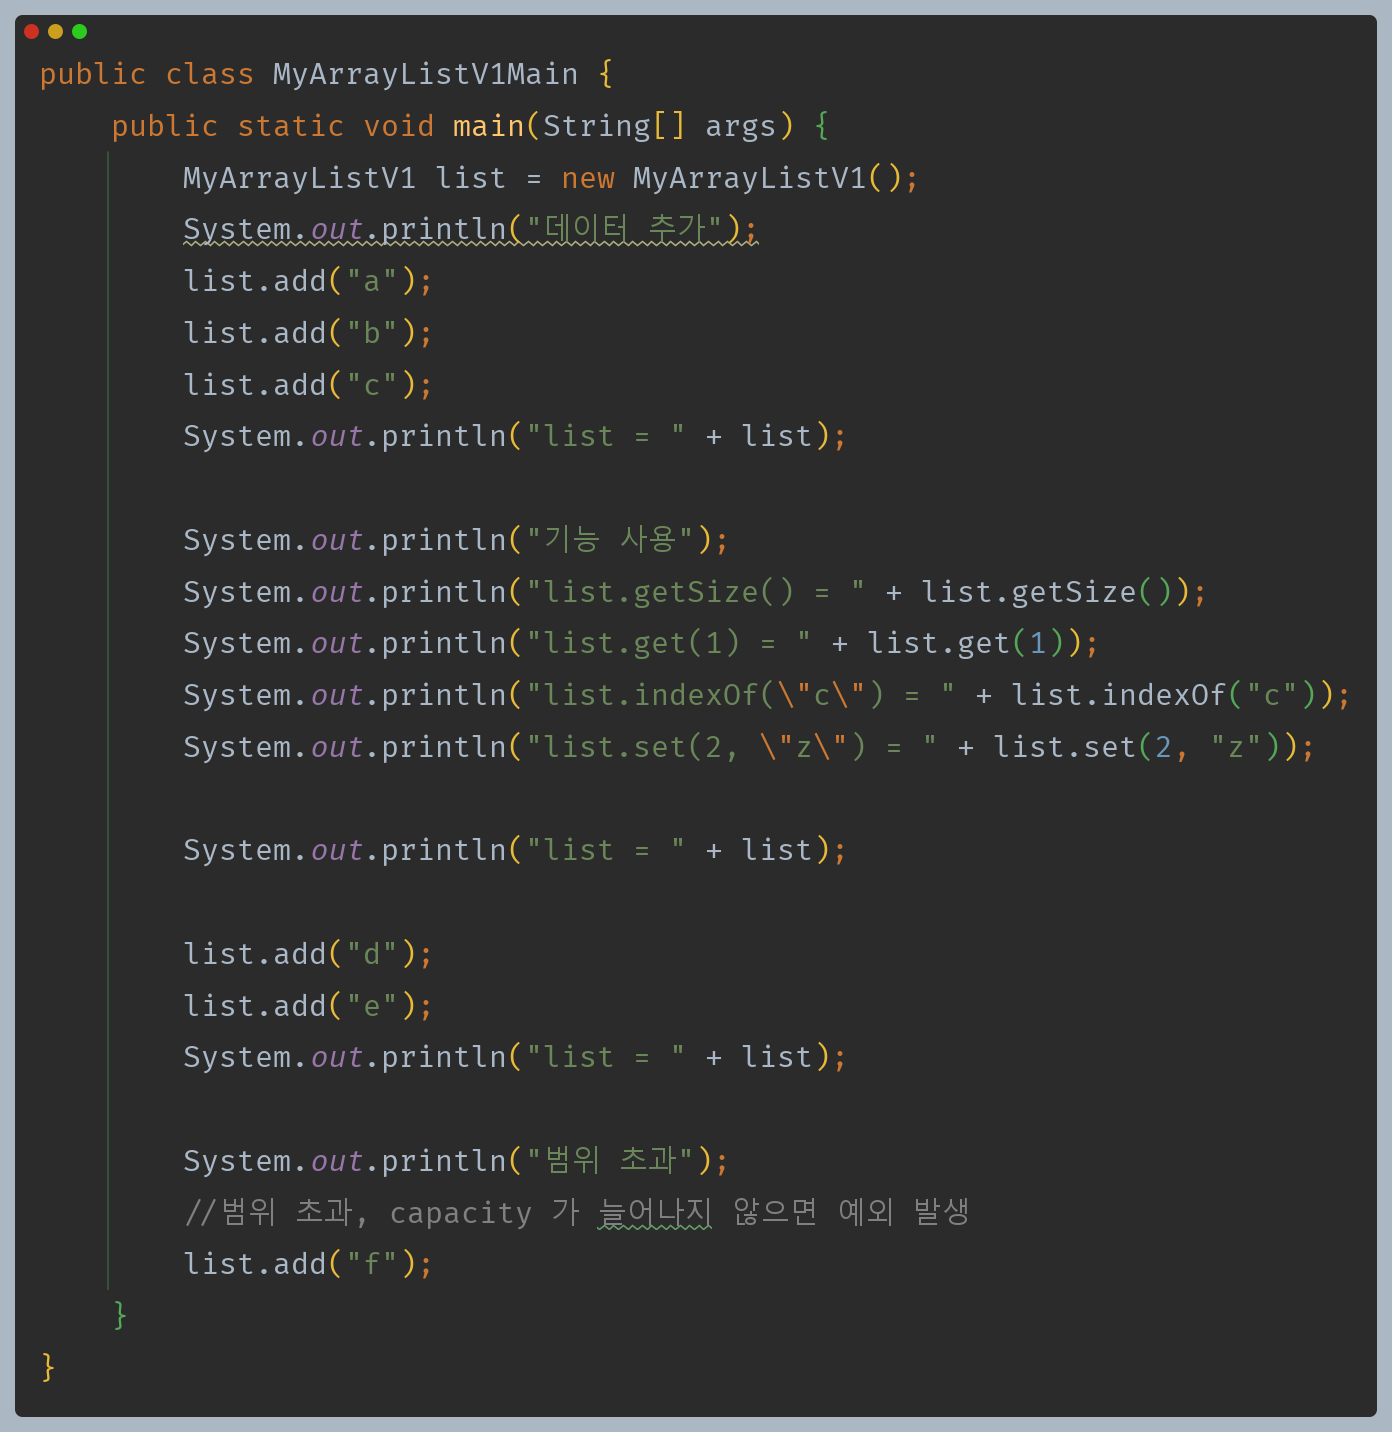 public class MyArrayListV1Main {
    public static void main(String[] args) {
        MyArrayListV1 list = new MyArrayListV1();
        System.out.println("데이터 추가");
        list.add("a");
        list.add("b");
        list.add("c");
        System.out.println("list = " + list);

        System.out.println("기능 사용");
        System.out.println("list.getSize() = " + list.getSize());
        System.out.println("list.get(1) = " + list.get(1));
        System.out.println("list.indexOf(\"c\") = " + list.indexOf("c"));
        System.out.println("list.set(2, \"z\") = " + list.set(2, "z"));

        System.out.println("list = " + list);

        list.add("d");
        list.add("e");
        System.out.println("list = " + list);

        System.out.println("범위 초과");
        //범위 초과, capacity 가 늘어나지 않으면 예외 발생
        list.add("f");
    }
}